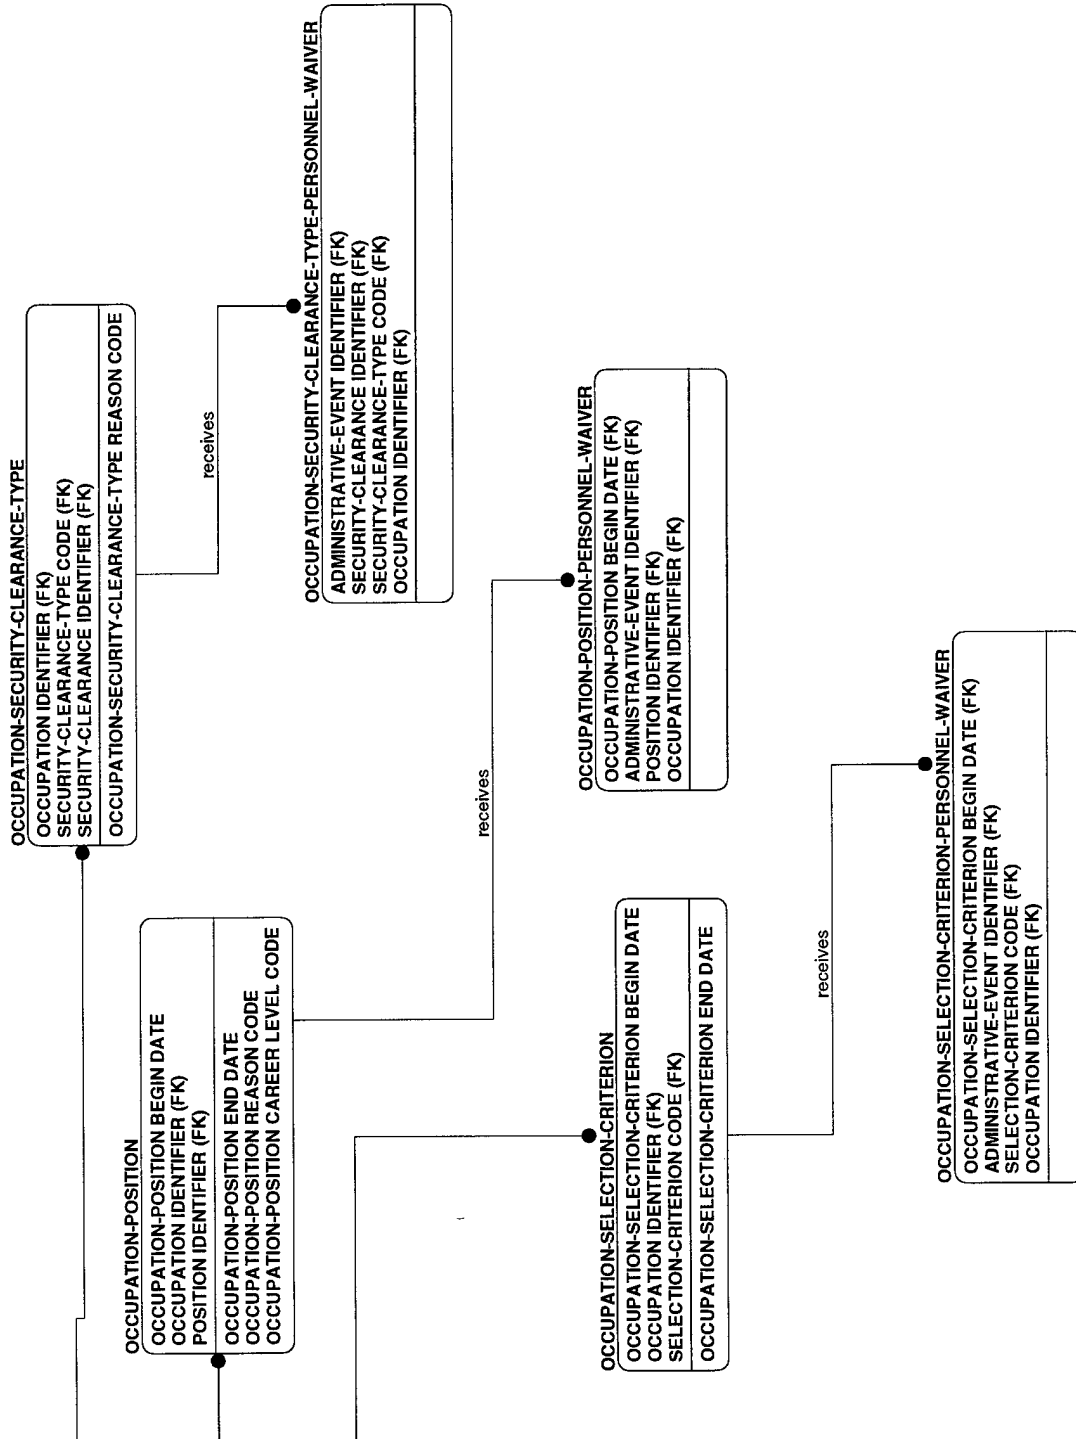 OCCUPATION-SECURITY-CLEARANCE-TYPE
OCCUPATION IDENTIFIER (FK)
SECURITY-CLEARANCE-TYPE CODE (FK)
SECURITY-CLEARANCE IDENTIFIER (FK)
OCCUPATION-SECURITY-CLEARANCE-TYPE REASON CODE
receives
OCCUPATION-SECURITY-CLEARANCE-TYPE-PERSONNEL-WAIVER
ADMINISTRATIVE-EVENT IDENTIFIER (FK)
SECURITY-CLEARANCE IDENTIFIER (FK)
SECURITY-CLEARANCE-TYPE CODE (FK)
OCCUPATION IDENTIFIER (FK)
OCCUPATION-POSITION
OCCUPATION-POSITION BEGIN DATE
OCCUPATION IDENTIFIER (FK)
POSITION IDENTIFIER (FK)
OCCUPATION-POSITION END DATE
OCCUPATION-POSITION REASON CODE
OCCUPATION-POSITION CAREER LEVEL CODE
receives
OCCUPATION-POSITION-PERSONNEL-WAIVER
OCCUPATION-POSITION BEGIN DATE (FK)
ADMINISTRATIVE-EVENT IDENTIFIER (FK)
POSITION IDENTIFIER (FK)
OCCUPATION IDENTIFIER (FK)
OCCUPATION-SELECTION-CRITERION
OCCUPATION-SELECTION-CRITERION BEGIN DATE
OCCUPATION IDENTIFIER (FK)
SELECTION-CRITERION CODE (FK)
OCCUPATION-SELECTION-CRITERION END DATE
receives
OCCUPATION-SELECTION-CRITERION-PERSONNEL-WAIVER
OCCUPATION-SELECTION-CRITERION BEGIN DATE (FK)
ADMINISTRATIVE-EVENT IDENTIFIER (FK)
SELECTION-CRITERION CODE (FK)
OCCUPATION IDENTIFIER (FK)